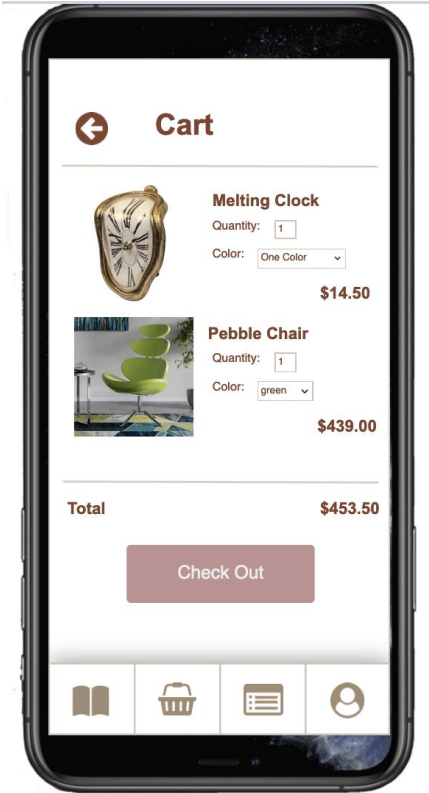 Cart
Melting Clock
Quantity: 1
Color: One Color
$14.50
Pebble Chair
Quantity: 1
Color: green
$439.00
Total $453.50
Check Out